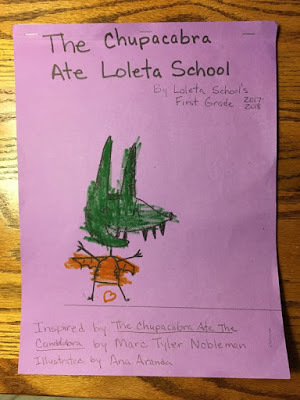 The Chupacabra
Ate Loleta School
By Loleta School's
First Grade 2017-
2018
Inspired by The Chupacabra Ate The
Candelabra by Marc Tyler Nobleman
Illustrated by Ana Aranda